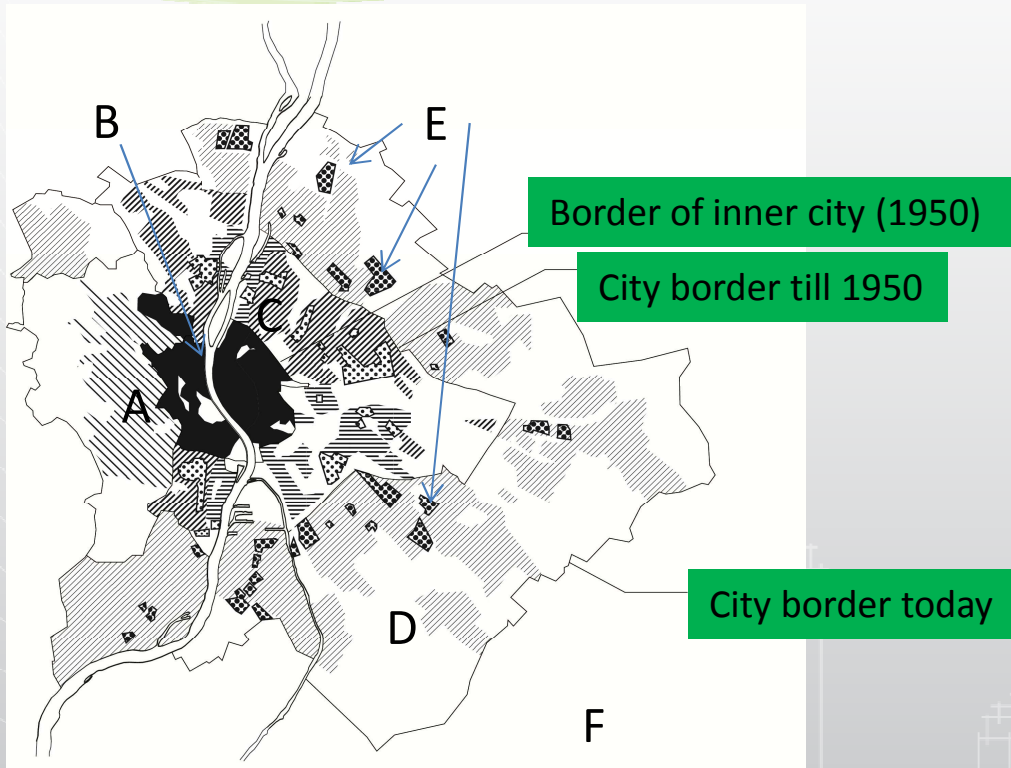 B
E
Border of inner city (1950)
City border till 1950
C
A
City border today
D
F